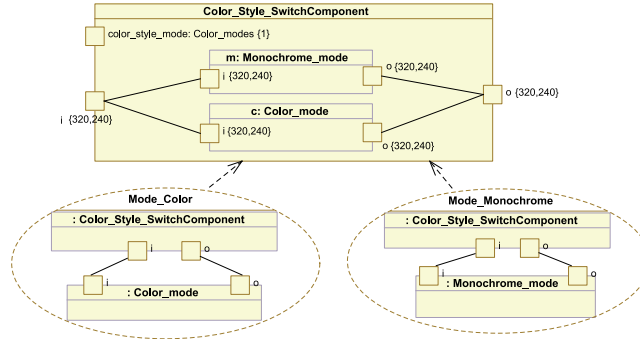 Color_Style_SwitchComponent
color_style_mode: Color_modes {1}
m: Monochrome_mode
i {320,240}
o {320,240}
c: Color_mode
i {320,240}
o {320,240}
i {320,240}
o {320,240}
Mode_Color
: Color_Style_SwitchComponent
i
o
i
o
: Color_mode
Mode_Monochrome
: Color_Style_SwitchComponent
i
o
i
o
: Monochrome_mode